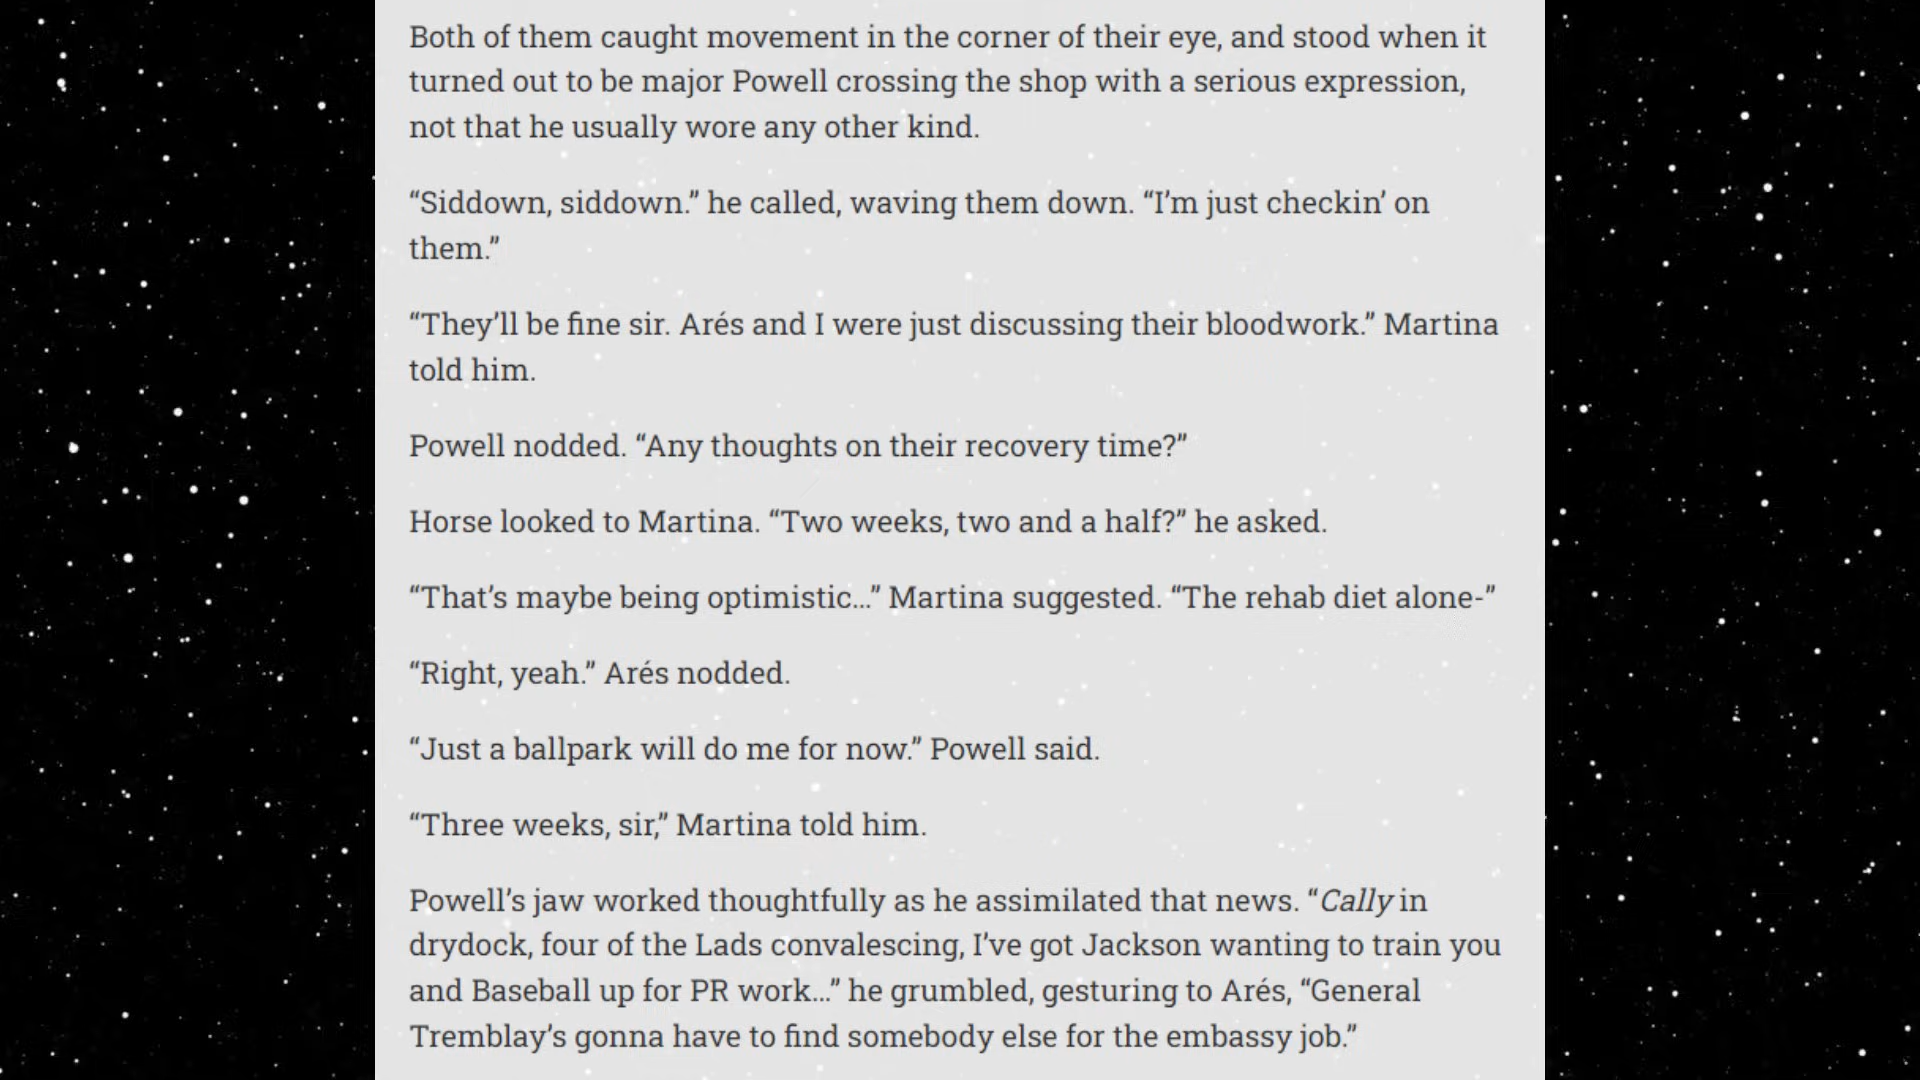 Both of them caught movement in the corner of their eye, and stood when it
turned out to be major Powell crossing the shop with a serious expression,
not that he usually wore any other kind.
“Siddown, siddown.” he called, waving them down. “I’m just checkin’ on
them.”
“They’ll be fine sir. Arés and I were just discussing their bloodwork.” Martina
told him.
Powell nodded. “Any thoughts on their recovery time?”
Horse looked to Martina. “Two weeks, two and a half?” he asked.
“That’s maybe being optimistic…” Martina suggested. “The rehab diet alone-”
“Right, yeah.” Arés nodded.
“Just a ballpark will do me for now.” Powell said.
“Three weeks, sir,” Martina told him.
Powell’s jaw worked thoughtfully as he assimilated that news. “Cally in
drydock, four of the Lads convalescing, I’ve got Jackson wanting to train you
and Baseball up for PR work…” he grumbled, gesturing to Arés, “General
Tremblay’s gonna have to find somebody else for the embassy job.”